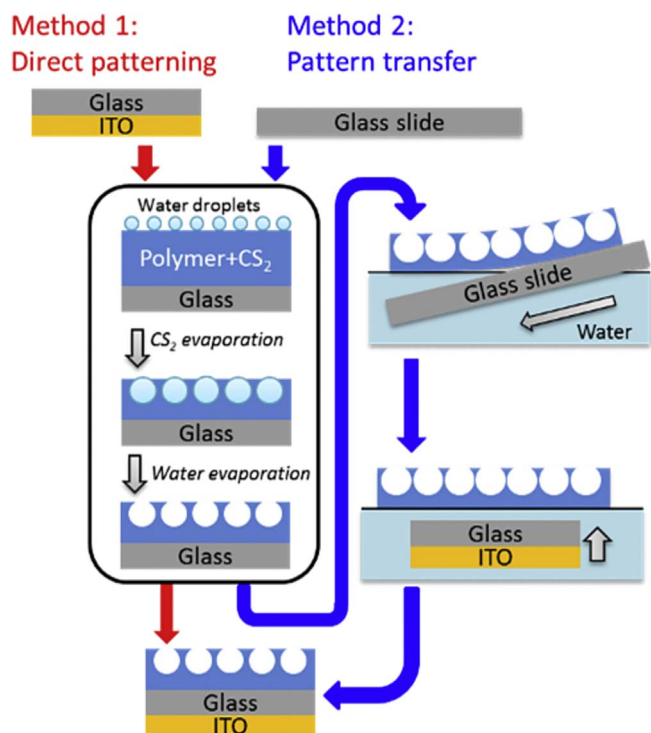 Method 1:
Direct patterning
Method 2:
Pattern transfer
Glass
ITO
Glass slide
Water droplets
Polymer+CS₂
Glass
CS₂ evaporation
Glass
Water evaporation
Glass
Glass slide
Water
Glass
ITO
Glass
ITO